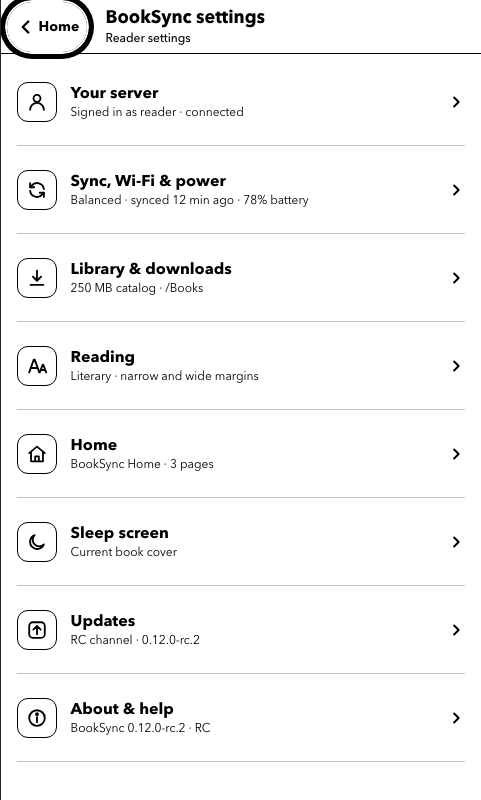 Home
BookSync settings
Reader settings
Your server
Signed in as reader · connected
Sync, Wi-Fi & power
Balanced · synced 12 min ago · 78% battery
Library & downloads
250 MB catalog · /Books
Reading
Literary · narrow and wide margins
Home
BookSync Home · 3 pages
Sleep screen
Current book cover
Updates
RC channel · 0.12.0-rc.2
About & help
BookSync 0.12.0-rc.2 · RC